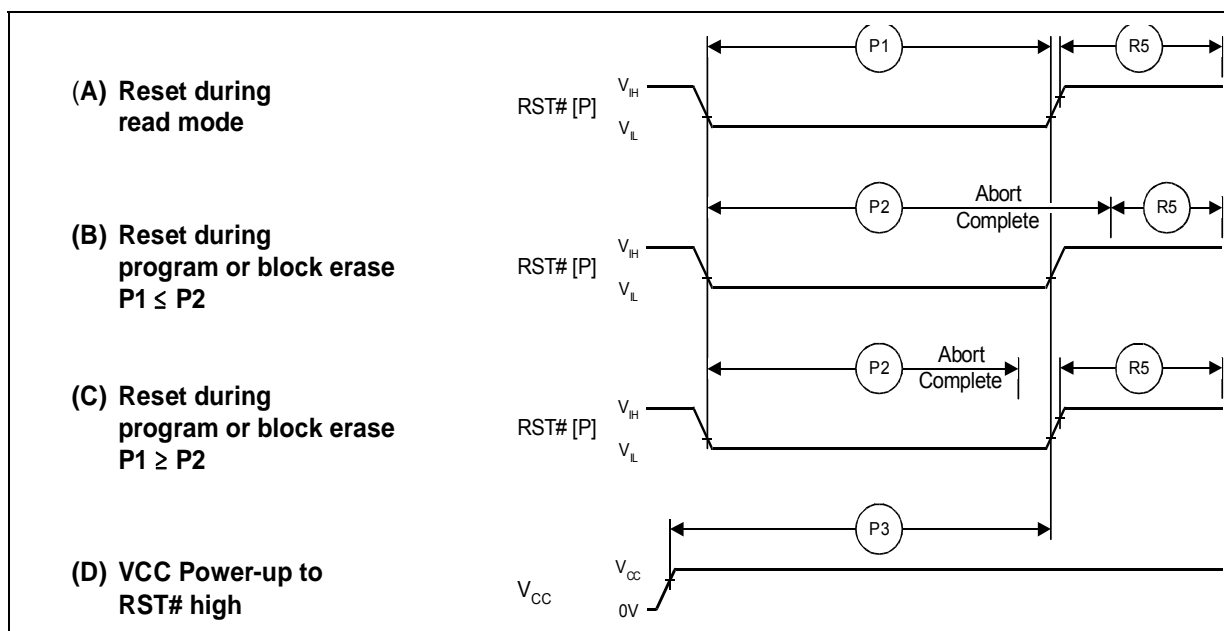 P1
R5
(A) Reset during
read mode
RST# [P]
VIH
VIL
P2
Abort
Complete
R5
(B) Reset during
program or block erase
P1 ≤ P2
RST# [P]
VIH
VIL
P2
Abort
Complete
R5
(C) Reset during
program or block erase
P1 ≥ P2
RST# [P]
VIH
VIL
P3
(D) VCC Power-up to
RST# high
VCC
VCC
0V